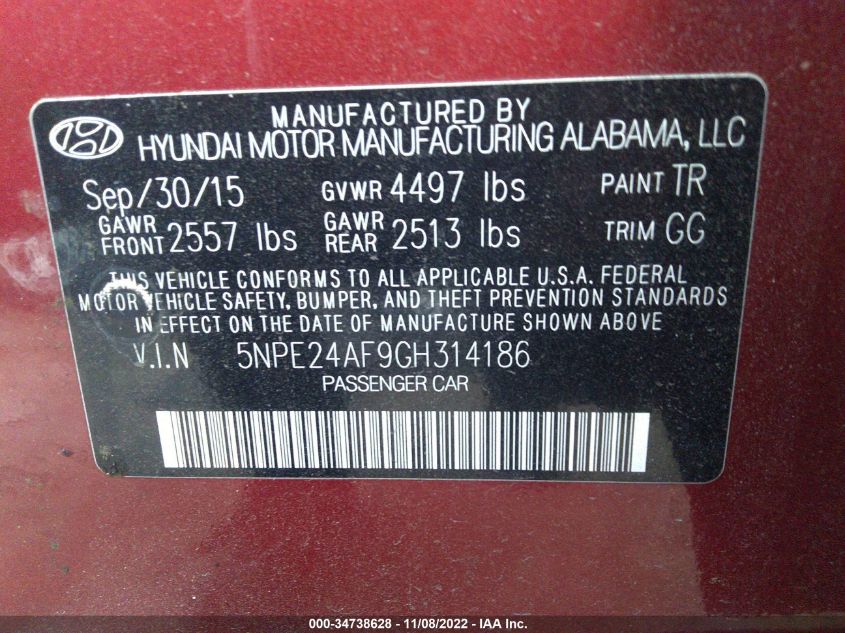 MANUFACTURED BY
HYUNDAI MOTOR MANUFACTURING ALABAMA, LLC
Sep/30/15 GVWR 4497 lbs PAINT TR
GAWR FRONT 2557 lbs GAWR REAR 2513 lbs TRIM GG
THIS VEHICLE CONFORMS TO ALL APPLICABLE U.S.A. FEDERAL
MOTOR VEHICLE SAFETY, BUMPER, AND THEFT PREVENTION STANDARDS
IN EFFECT ON THE DATE OF MANUFACTURE SHOWN ABOVE
V.I.N 5NPE24AF9GH314186
PASSENGER CAR
000-34738628 - 11/08/2022 - IAA Inc.